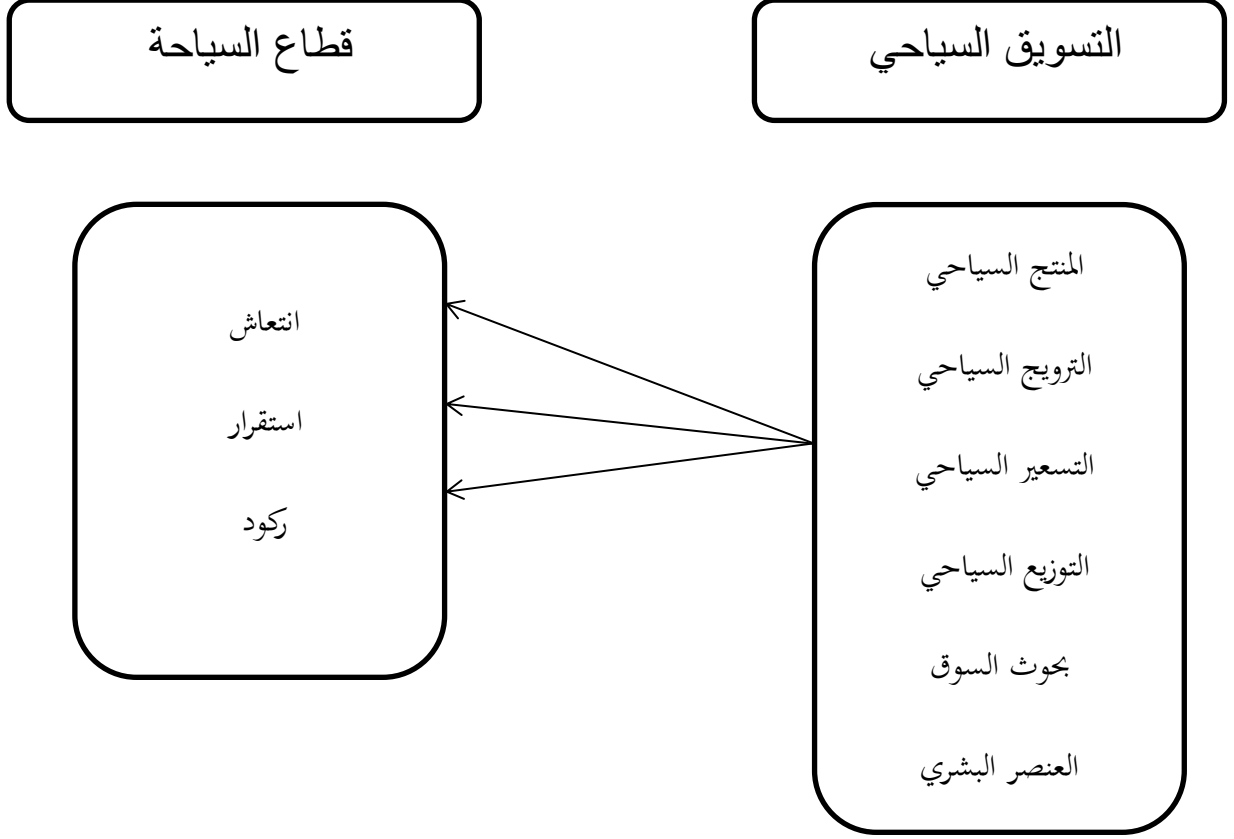 التسويق السياحي
قطاع السياحة
المنتج السياحي
الترويج السياحي
التسعير السياحي
التوزيع السياحي
بحوث السوق
العنصر البشري
انتعاش
استقرار
ركود